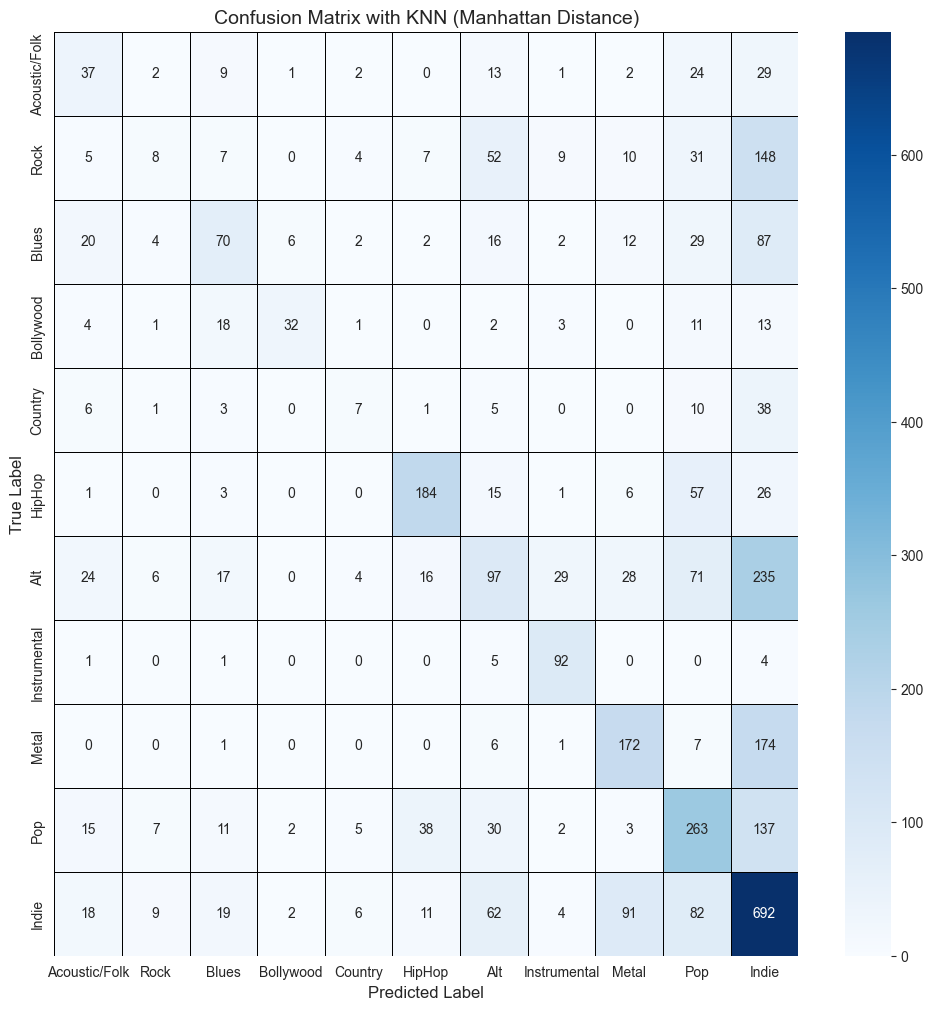 Confusion Matrix with KNN (Manhattan Distance)
True Label
Acoustic/Folk 37 2 9 1 2 0 13 1 2 24 29
Rock 5 8 7 0 4 7 52 9 10 31 148
Blues 20 4 70 6 2 2 16 2 12 29 87
Bollywood 4 1 18 32 1 0 2 3 0 11 13
Country 6 1 3 0 7 1 5 0 0 10 38
HipHop 1 0 3 0 0 184 15 1 6 57 26
Alt 24 6 17 0 4 16 97 29 28 71 235
Instrumental 1 0 1 0 0 0 5 92 0 0 4
Metal 0 0 1 0 0 0 6 1 172 7 174
Pop 15 7 11 2 5 38 30 2 3 263 137
Indie 18 9 19 2 6 11 62 4 91 82 692
Acoustic/Folk Rock Blues Bollywood Country HipHop Alt Instrumental Metal Pop Indie
Predicted Label
600
500
400
300
200
100
0